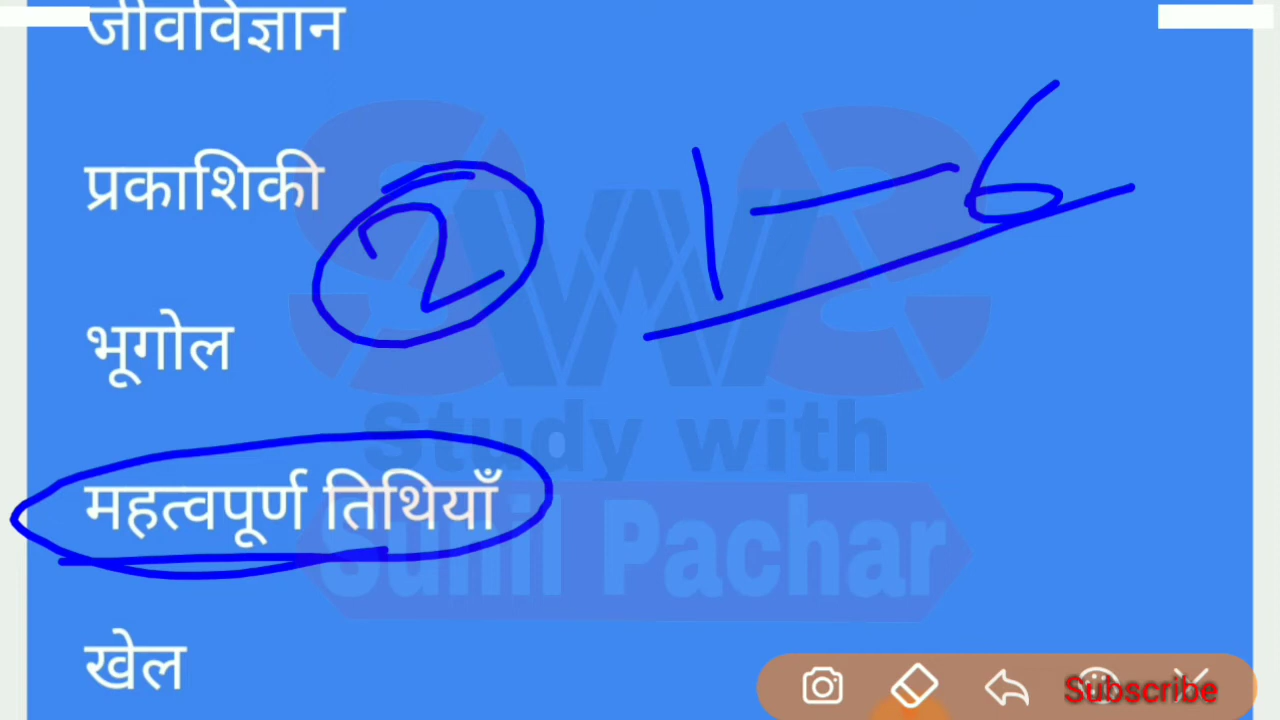 जीवविज्ञान
प्रकाशिकी
2
1 – 6
भूगोल
Study with
महत्वपूर्ण तिथियाँ
Sunil Pachar
खेल
Subscribe